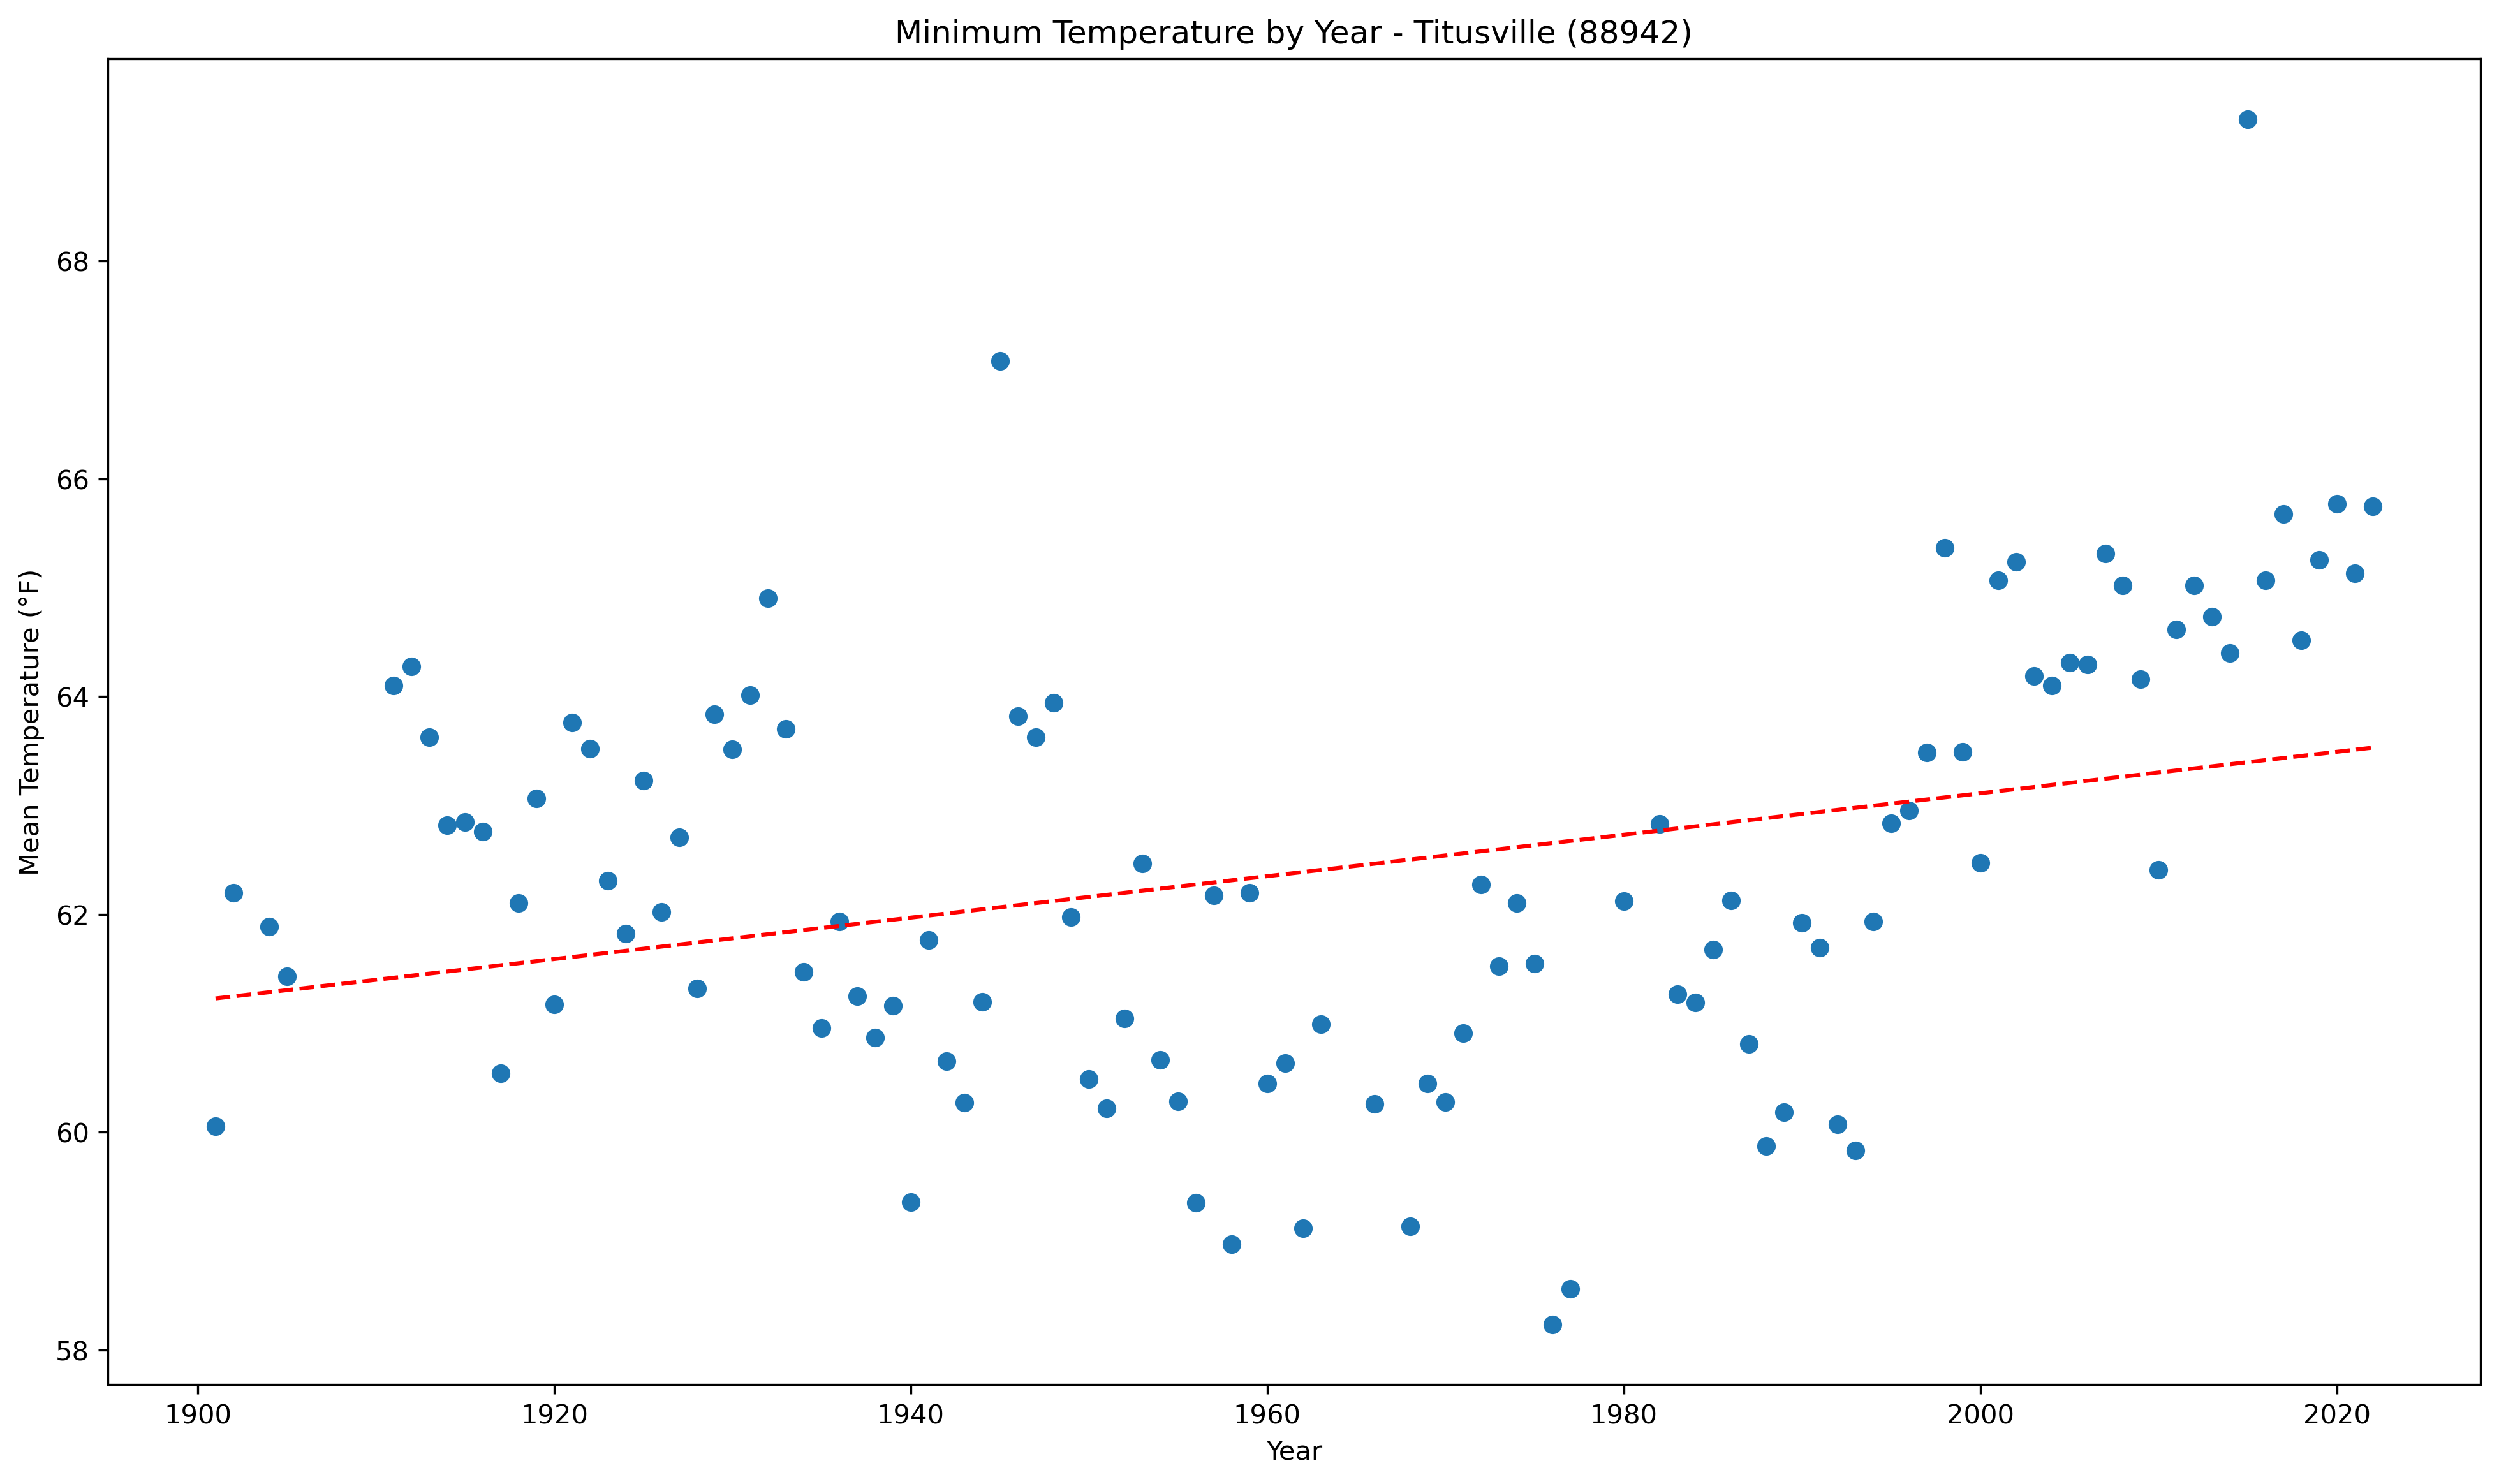 Minimum Temperature by Year - Titusville (88942)
Mean Temperature (°F)
68
66
64
62
60
58
1900 1920 1940 1960 1980 2000 2020
Year